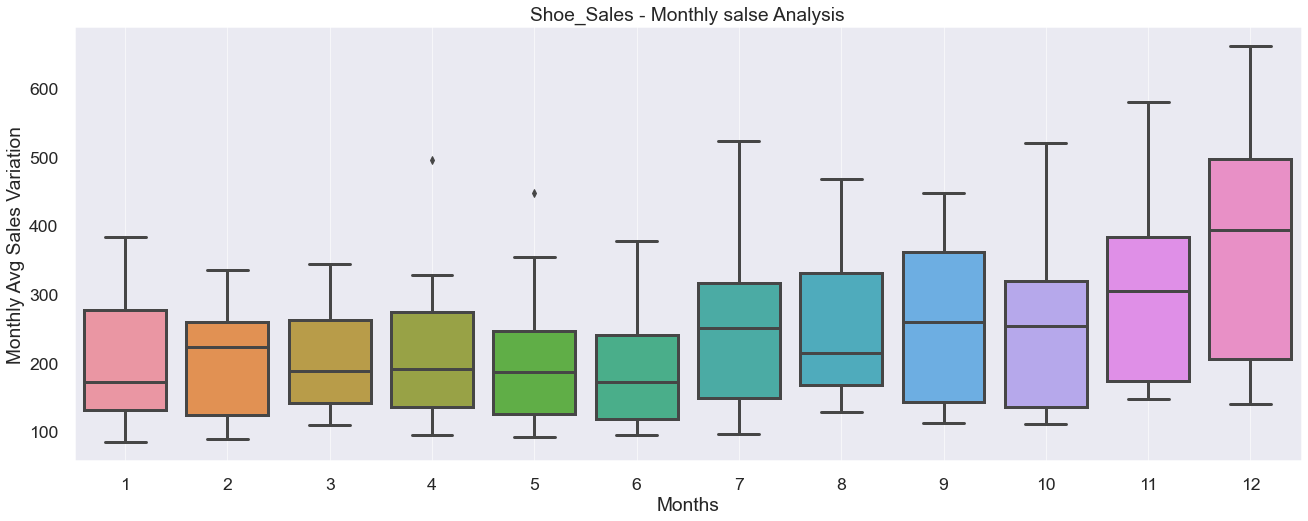 Shoe_Sales - Monthly salse Analysis
Monthly Avg Sales Variation
600
500
400
300
200
100
1 2 3 4 5 6 7 8 9 10 11 12
Months